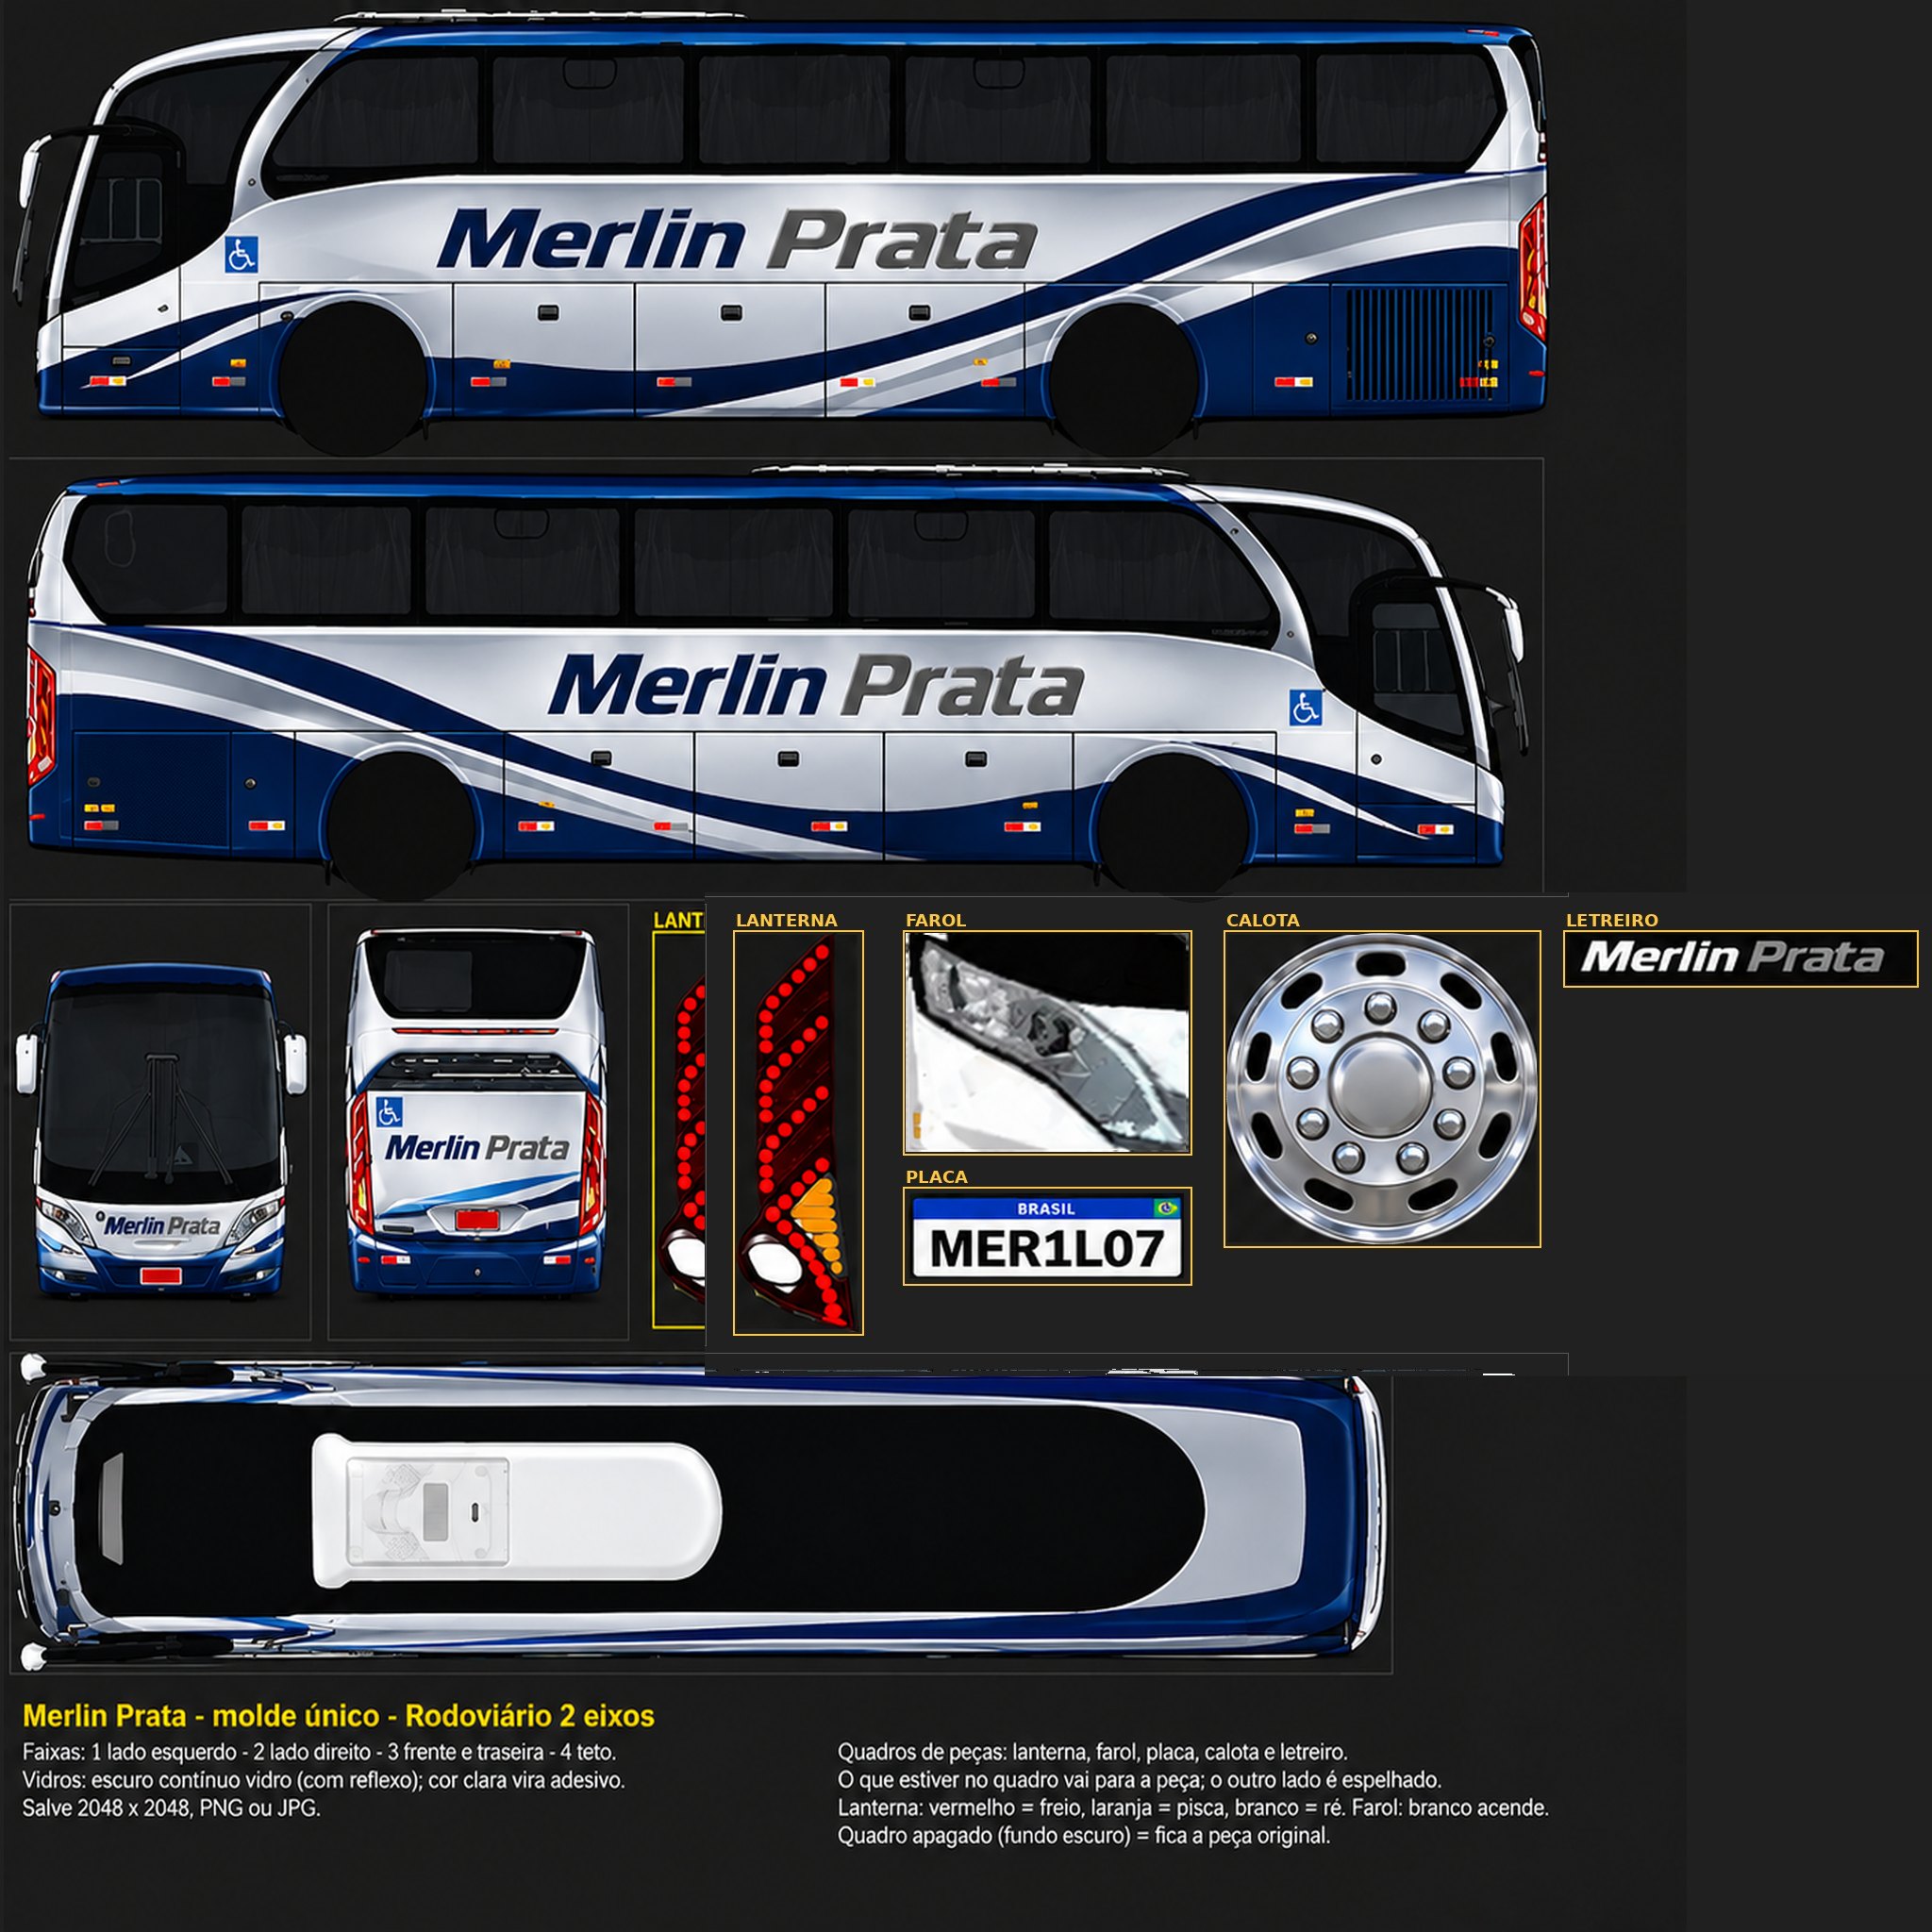 Merlin Prata
Merlin Prata
LANT
LANTERNA
FAROL
CALOTA
LETREIRO
Merlin Prata
Merlin Prata
Merlin Prata
PLACA
BRASIL
MER1L07
Merlin Prata - molde único - Rodoviário 2 eixos
Faixas: 1 lado esquerdo - 2 lado direito - 3 frente e traseira - 4 teto.
Vidros: escuro contínuo vidro (com reflexo); cor clara vira adesivo.
Salve 2048 x 2048, PNG ou JPG.
Quadros de peças: lanterna, farol, placa, calota e letreiro.
O que estiver no quadro vai para a peça; o outro lado é espelhado.
Lanterna: vermelho = freio, laranja = pisca, branco = ré. Farol: branco acende.
Quadro apagado (fundo escuro) = fica a peça original.